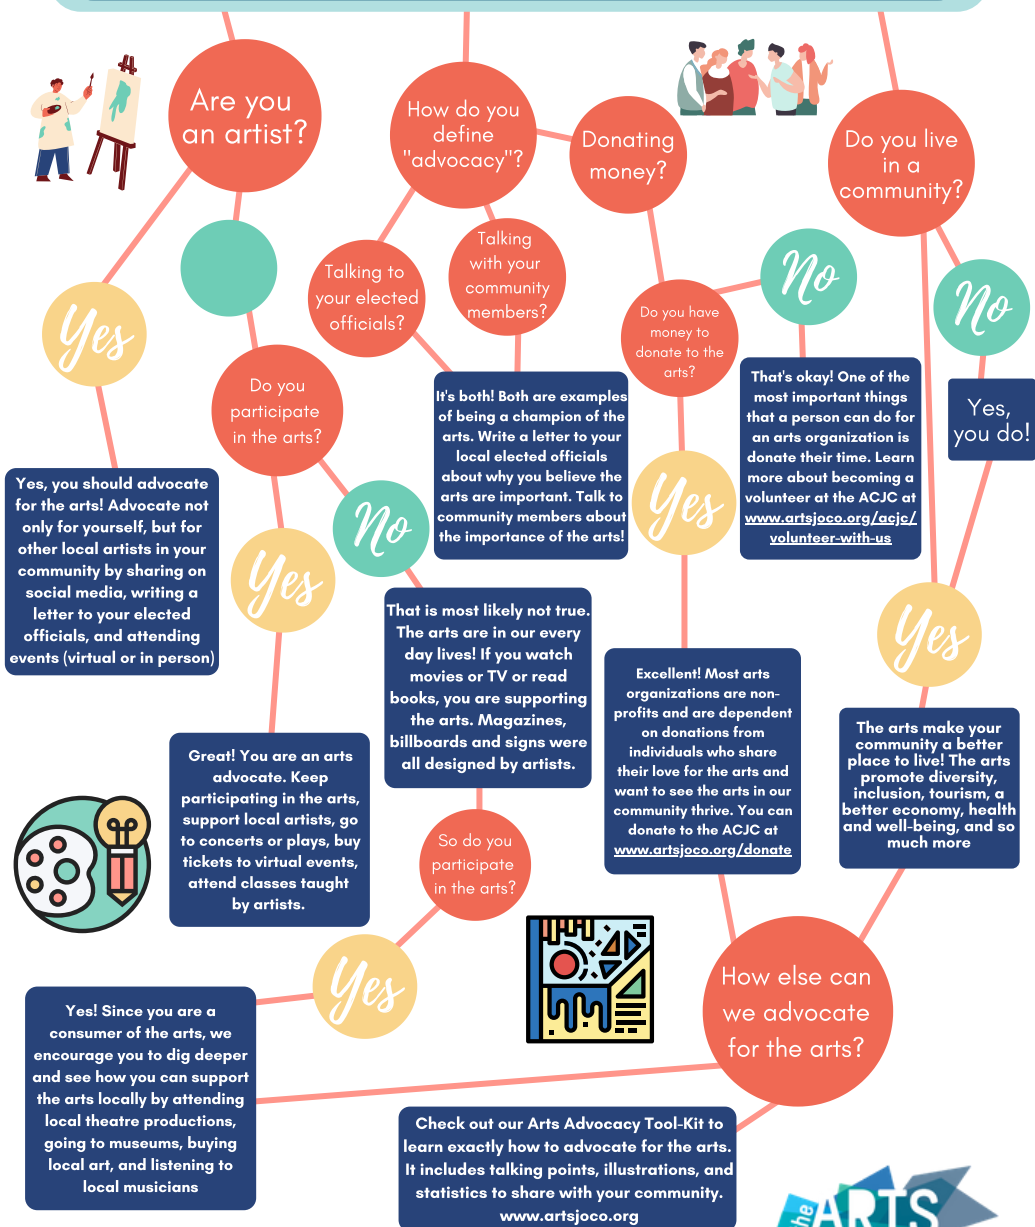 Are you
an artist?
How do you
define
"advocacy"?
Donating
money?
Do you live
in a
community?
Talking to
your elected
officials?
Talking
with your
community
members?
No
No
Yes
Do you have
money to
donate to the
arts?
Do you
participate
in the arts?
It's both! Both are examples
of being a champion of the
arts. Write a letter to your
local elected officials
about why you believe the
arts are important. Talk to
community members about
the importance of the arts!
That's okay! One of the
most important things
that a person can do for
an arts organization is
donate their time. Learn
more about becoming a
volunteer at the ACJC at
www.artsjoco.org/acjc/
volunteer-with-us
Yes,
you do!
Yes, you should advocate
for the arts! Advocate not
only for yourself, but for
other local artists in your
community by sharing on
social media, writing a
letter to your elected
officials, and attending
events (virtual or in person)
Yes
No
Yes
Yes
That is most likely not true.
The arts are in our every
day lives! If you watch
movies or TV or read
books, you are supporting
the arts. Magazines,
billboards and signs were
all designed by artists.
Excellent! Most arts
organizations are non-
profits and are dependent
on donations from
individuals who share
their love for the arts and
want to see the arts in our
community thrive. You can
donate to the ACJC at
www.artsjoco.org/donate
The arts make your
community a better
place to live! The arts
promote diversity,
inclusion, tourism, a
better economy, health
and well-being, and so
much more
Great! You are an arts
advocate. Keep
participating in the arts,
support local artists, go
to concerts or plays, buy
tickets to virtual events,
attend classes taught
by artists.
So do you
participate
in the arts?
Yes
How else can
we advocate
for the arts?
Yes! Since you are a
consumer of the arts, we
encourage you to dig deeper
and see how you can support
the arts locally by attending
local theatre productions,
going to museums, buying
local art, and listening to
local musicians
Check out our Arts Advocacy Tool-Kit to
learn exactly how to advocate for the arts.
It includes talking points, illustrations, and
statistics to share with your community.
www.artsjoco.org
the ARTS